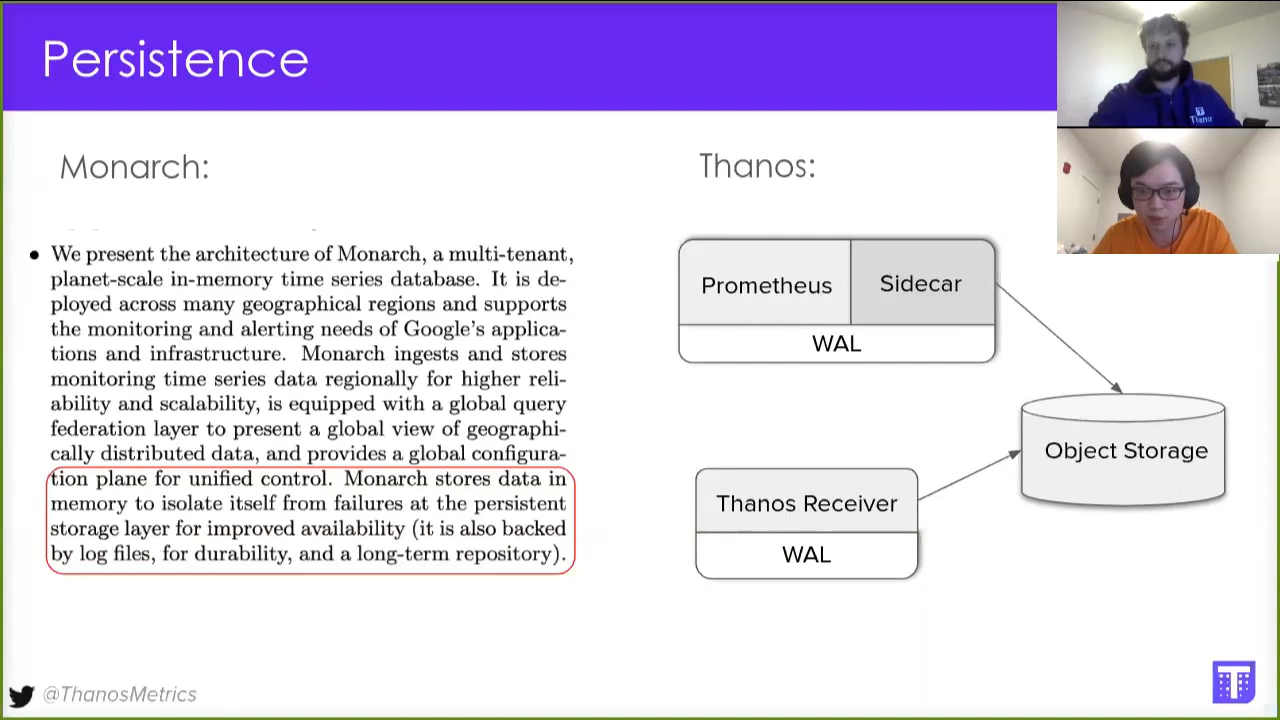 Persistence
Monarch:
Thanos:
• We present the architecture of Monarch, a multi-tenant,
planet-scale in-memory time series database. It is de-
ployed across many geographical regions and supports
the monitoring and alerting needs of Google's applica-
tions and infrastructure. Monarch ingests and stores
monitoring time series data regionally for higher reli-
ability and scalability, is equipped with a global query
federation layer to present a global view of geographi-
cally distributed data, and provides a global configura-
tion plane for unified control. Monarch stores data in
memory to isolate itself from failures at the persistent
storage layer for improved availability (it is also backed
by log files, for durability, and a long-term repository).
Prometheus
Sidecar
WAL
Object Storage
Thanos Receiver
WAL
@ThanosMetrics
T
Thanos